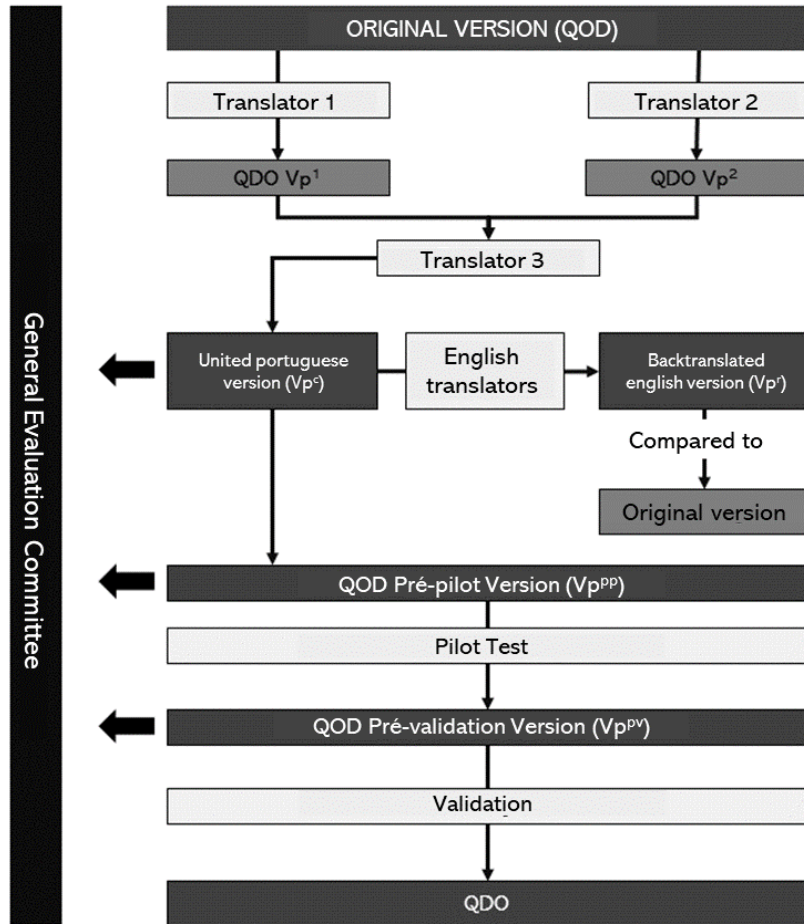 ORIGINAL VERSION (QOD)
Translator 1
Translator 2
QDO Vp¹
QDO Vp²
Translator 3
General Evaluation Committee
United portuguese
version (Vpᶜ)
English
translators
Backtranslated
english version (Vpʳ)
Compared to
Original version
QOD Pré-pilot Version (Vpᵖᵖ)
Pilot Test
QOD Pré-validation Version (Vpᵖᵛ)
Validation
QDO